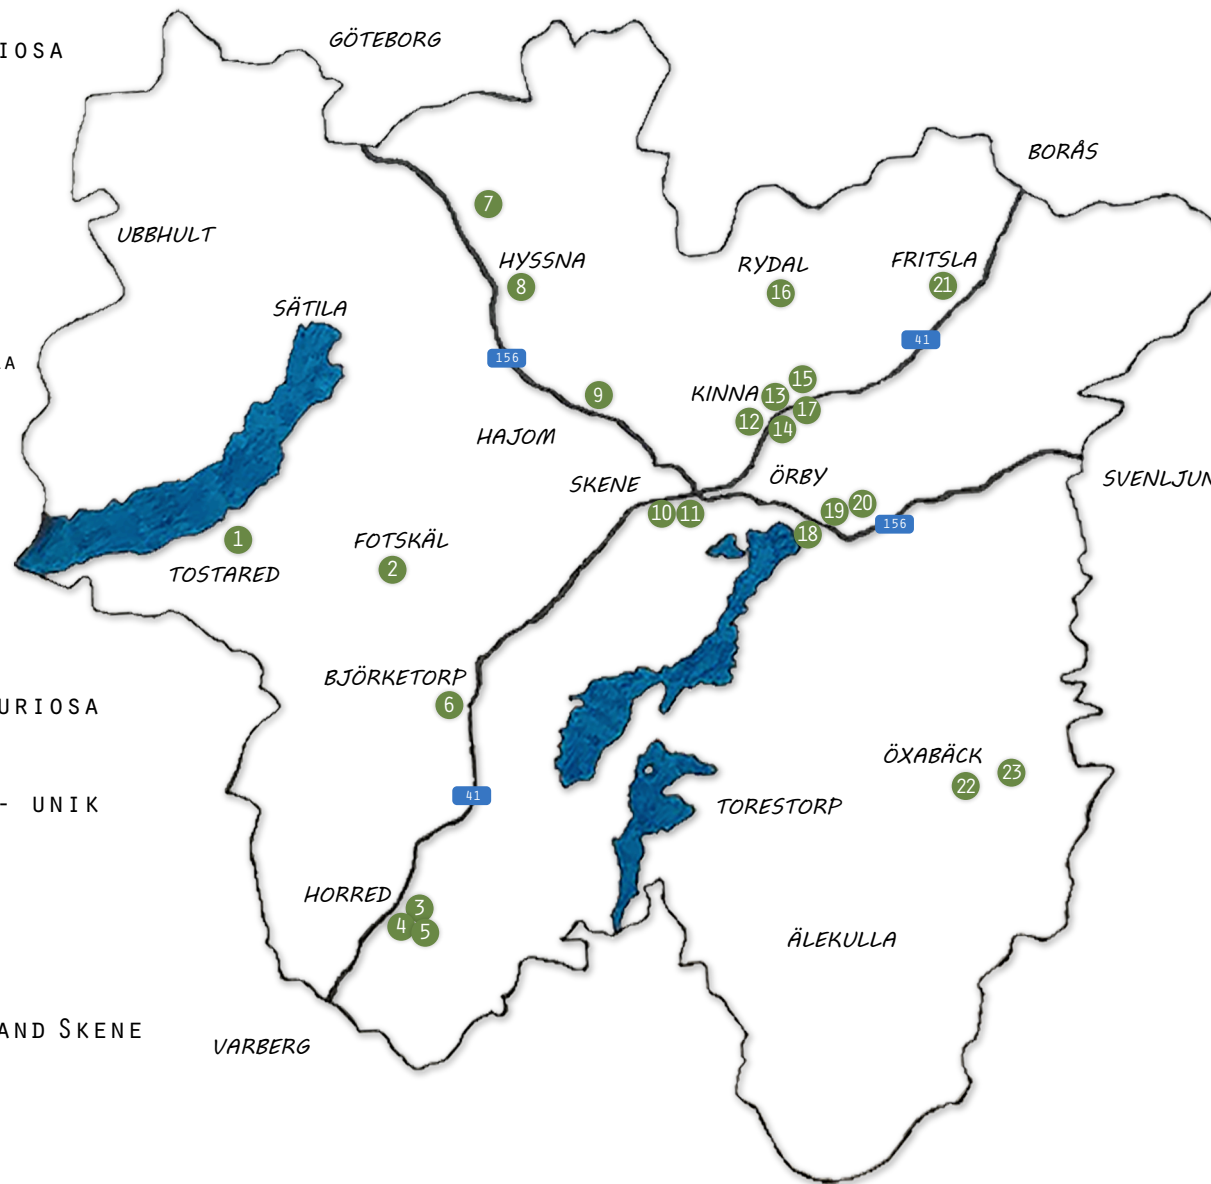 GÖTEBORG
IOSA
BORÅS
7
UBBHULT
HYSSNA
RYDAL
FRITSLA
8
16
21
SÄTILA
41
156
A
15
KINNA
13
9
17
12
14
HAJOM
ÖRBY
SKENE
SVENLJUN
20
10
11
19
156
18
1
FOTSKÄL
TOSTARED
2
BJÖRKETORP
6
URIOSA
ÖXABÄCK
23
22
41
- UNIK
TORESTORP
HORRED
3
4
5
ÄLEKULLA
AND SKENE
VARBERG